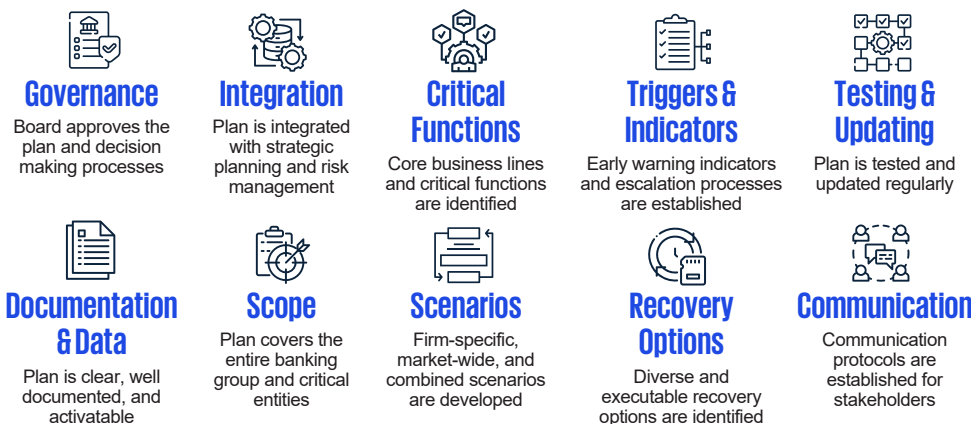 Governance
Board approves the
plan and decision
making processes
Integration
Plan is integrated
with strategic
planning and risk
management
Critical
Functions
Core business lines
and critical functions
are identified
Triggers &
Indicators
Early warning indicators
and escalation processes
are established
Testing &
Updating
Plan is tested and
updated regularly
Documentation
& Data
Plan is clear, well
documented, and
activatable
Scope
Plan covers the
entire banking
group and critical
entities
Scenarios
Firm-specific,
market-wide, and
combined scenarios
are developed
Recovery
Options
Diverse and
executable recovery
options are identified
Communication
Communication
protocols are
established for
stakeholders